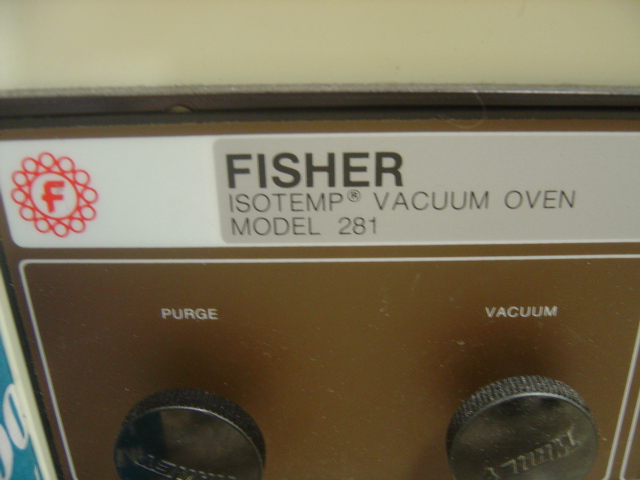 F
FISHER
ISOTEMP® VACUUM OVEN
MODEL 281
PURGE
VACUUM